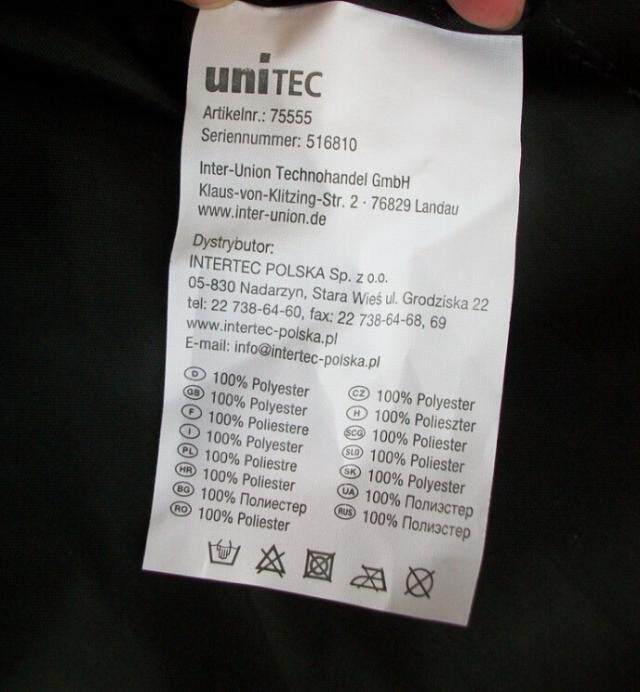 uniTEC
Artikelnr.: 75555
Seriennummer: 516810
Inter-Union Technohandel GmbH
Klaus-von-Klitzing-Str. 2 · 76829 Landau
www.inter-union.de
Dystrybutor:
INTERTEC POLSKA Sp. z o.o.
05-830 Nadarzyn, Stara Wieś ul. Grodziska 22
tel: 22 738-64-60, fax: 22 738-64-68, 69
www.intertec-polska.pl
E-mail: info@intertec-polska.pl
D 100% Polyester
GB 100% Polyester
F 100% Poliestere
I 100% Polyester
PL 100% Poliestre
HR 100% Poliester
BG 100% Полиестер
RO 100% Poliester
CZ 100% Polyester
H 100% Polieszter
SCG 100% Poliester
SLO 100% Poliester
SK 100% Polyester
UA 100% Полиэстер
RUS 100% Полиэстер